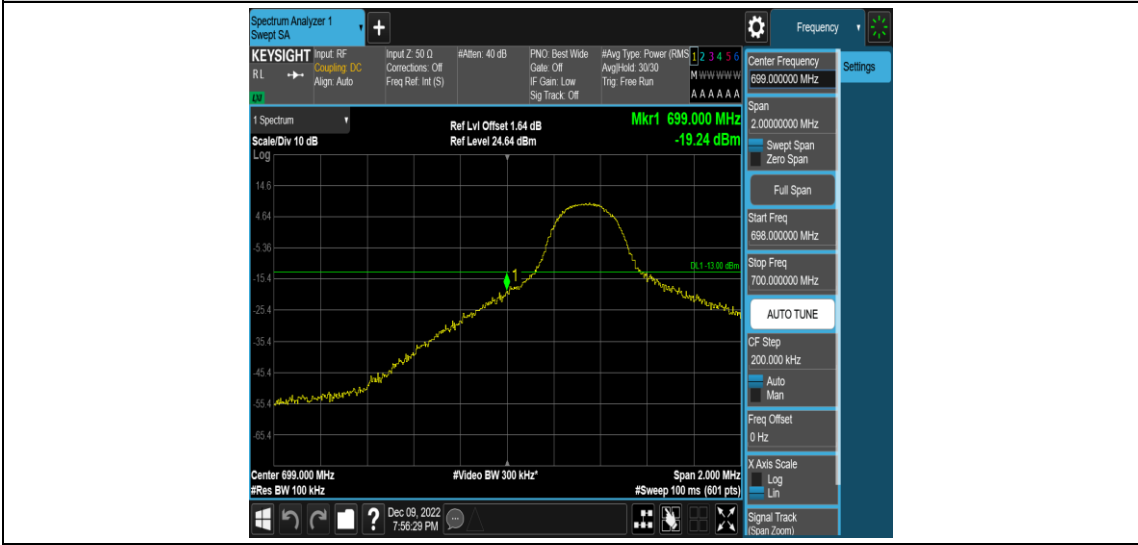 Spectrum Analyzer 1
Swept SA
+
Frequency
KEYSIGHT
RL
LXI
Input: RF
Coupling: DC
Align: Auto
Input Z: 50 Ω
Corrections: Off
Freq Ref: Int (S)
#Atten: 40 dB
PNO: Best Wide
Gate: Off
IF Gain: Low
Sig Track: Off
#Avg Type: Power (RMS
Avg|Hold: 30/30
Trig: Free Run
1 2 3 4 5 6
M W W W W W
A A A A A A
1 Spectrum
Scale/Div 10 dB
Log
Ref Lvl Offset 1.64 dB
Ref Level 24.64 dBm
Mkr1 699.000 MHz
-19.24 dBm
14.6
4.64
-5.36
-15.4
-25.4
-35.4
-45.4
-55.4
-65.4
1
DL1 -13.00 dBm
Center 699.000 MHz
#Video BW 300 kHz*
Span 2.000 MHz
#Res BW 100 kHz
#Sweep 100 ms (601 pts)
?
Dec 09, 2022
7:56:29 PM
Center Frequency
699.000000 MHz
Settings
Span
2.00000000 MHz
Swept Span
Zero Span
Full Span
Start Freq
698.000000 MHz
Stop Freq
700.000000 MHz
AUTO TUNE
CF Step
200.000 kHz
Auto
Man
Freq Offset
0 Hz
X Axis Scale
Log
Lin
Signal Track
(Span Zoom)